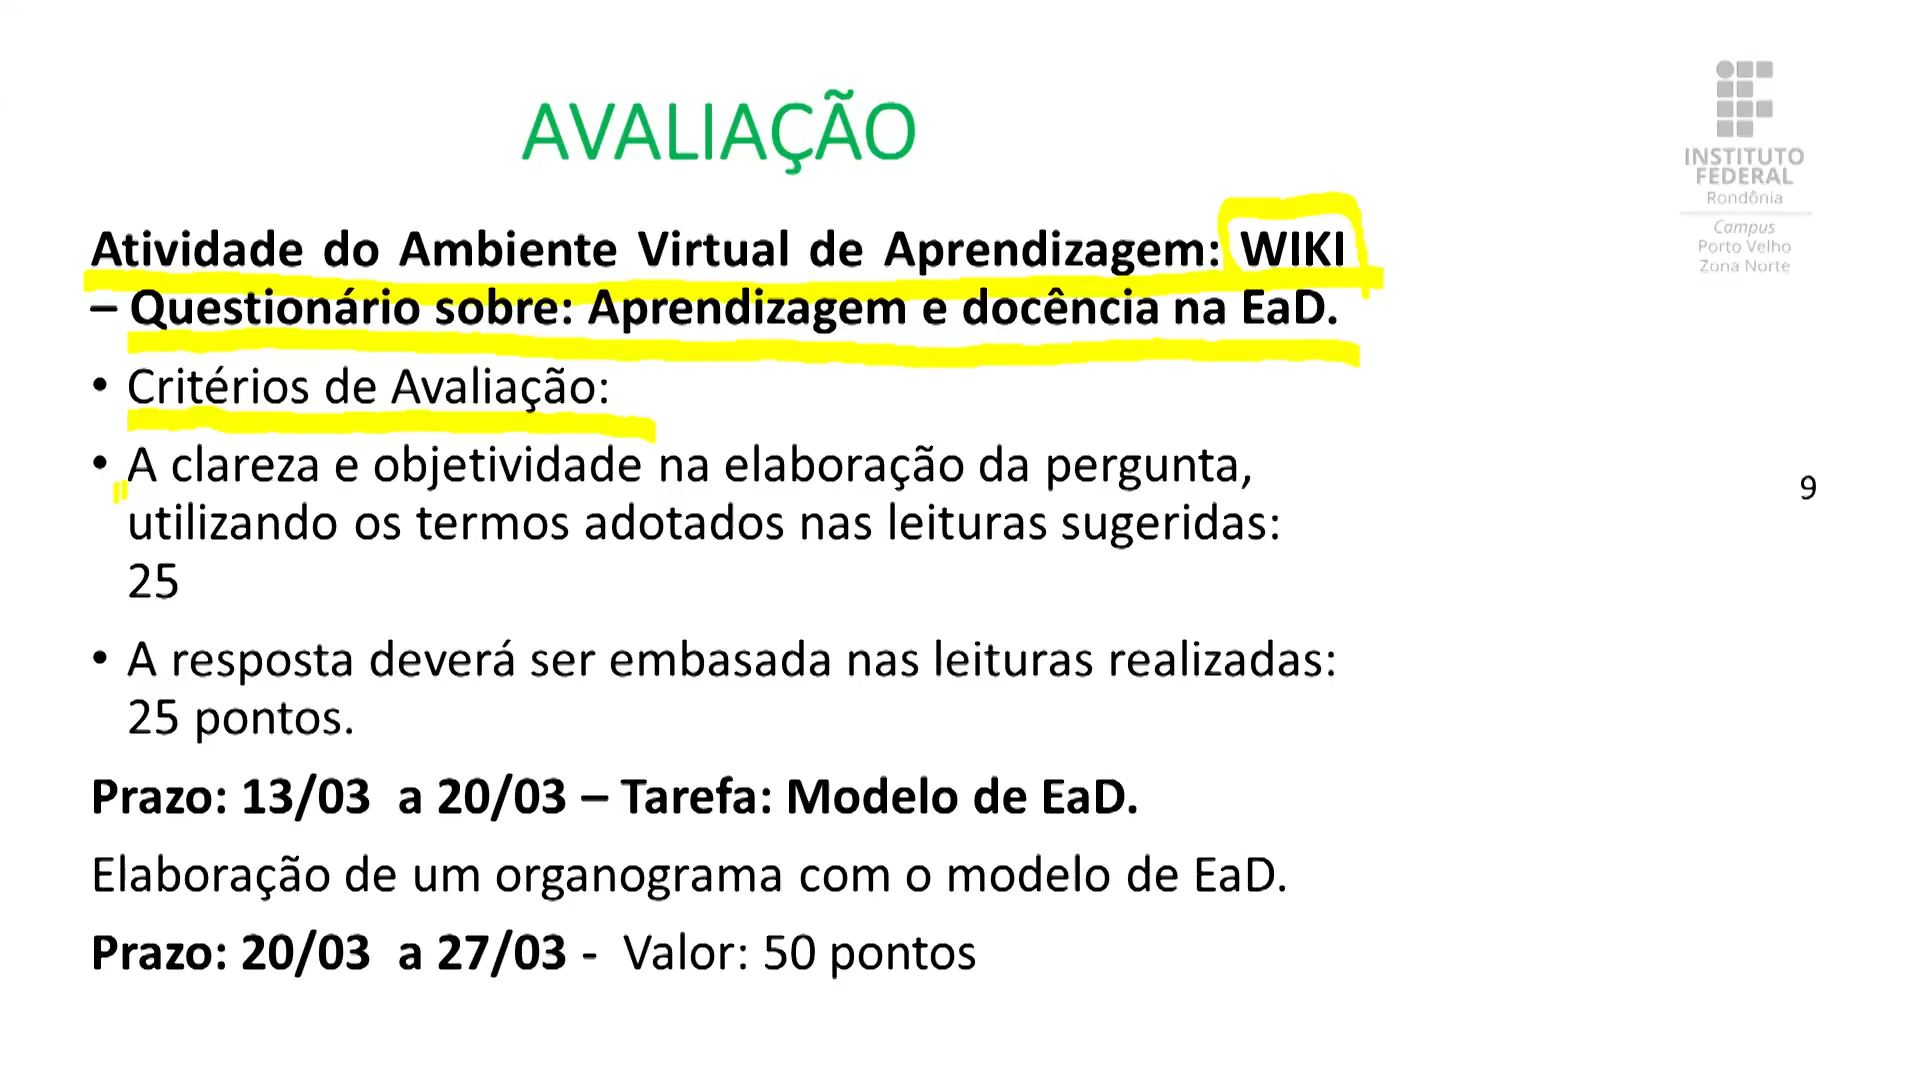 AVALIAÇÃO
INSTITUTO
FEDERAL
Rondônia
Campus
Porto Velho
Zona Norte
Atividade do Ambiente Virtual de Aprendizagem: WIKI
– Questionário sobre: Aprendizagem e docência na EaD.
• Critérios de Avaliação:
• A clareza e objetividade na elaboração da pergunta,
utilizando os termos adotados nas leituras sugeridas:
25
9
• A resposta deverá ser embasada nas leituras realizadas:
25 pontos.
Prazo: 13/03 a 20/03 – Tarefa: Modelo de EaD.
Elaboração de um organograma com o modelo de EaD.
Prazo: 20/03 a 27/03 - Valor: 50 pontos